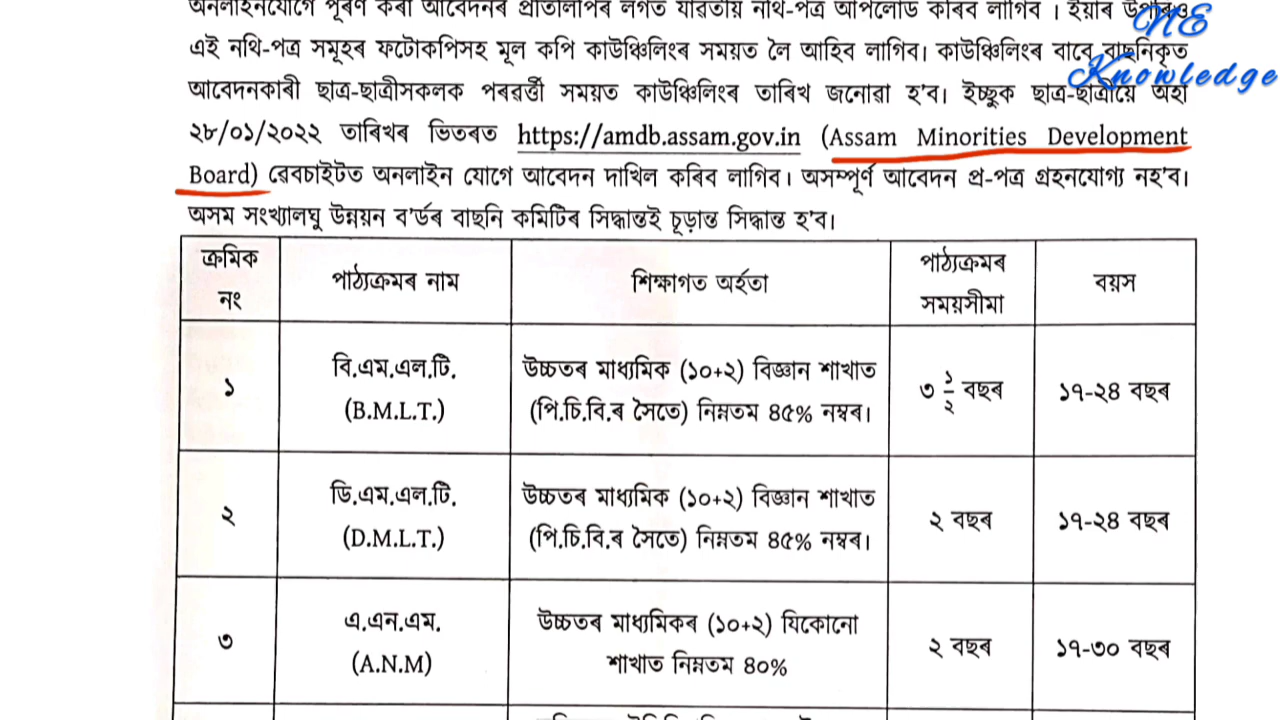 অনলাইনযোগে পূৰণ কৰা আবেদনৰ প্ৰতিলিপিৰ লগত যাৱতীয় নথি-পত্ৰ আপলোড কৰিব লাগিব । ইয়াৰ উপৰিও
NE
Knowledge
এই নথি-পত্ৰ সমূহৰ ফটোকপিসহ মূল কপি কাউঞ্চিলিংৰ সময়ত লৈ আহিব লাগিব। কাউঞ্চিলিংৰ বাবে বাছনিকৃত
আবেদনকাৰী ছাত্ৰ-ছাত্ৰীসকলক পৰৱৰ্ত্তী সময়ত কাউঞ্চিলিংৰ তাৰিখ জনোৱা হ'ব। ইচ্ছুক ছাত্ৰ-ছাত্ৰীয়ে অহা
২৮/০১/২০২২ তাৰিখৰ ভিতৰত https://amdb.assam.gov.in (Assam Minorities Development
Board) ৱেবচাইটত অনলাইন যোগে আবেদন দাখিল কৰিব লাগিব। অসম্পূৰ্ণ আবেদন প্ৰ-পত্ৰ গ্ৰহনযোগ্য নহ'ব।
অসম সংখ্যালঘু উন্নয়ন ব'ৰ্ডৰ বাছনি কমিটিৰ সিদ্ধান্তই চূড়ান্ত সিদ্ধান্ত হ'ব।
ক্ৰমিক নং পাঠ্যক্ৰমৰ নাম শিক্ষাগত অৰ্হতা পাঠ্যক্ৰমৰ সময়সীমা বয়স
১ বি.এম.এল.টি. (B.M.L.T.) উচ্চতৰ মাধ্যমিক (১০+২) বিজ্ঞান শাখাত (পি.চি.বি.ৰ সৈতে) নিম্নতম ৪৫% নম্বৰ। ৩ ১/২ বছৰ ১৭-২৪ বছৰ
২ ডি.এম.এল.টি. (D.M.L.T.) উচ্চতৰ মাধ্যমিক (১০+২) বিজ্ঞান শাখাত (পি.চি.বি.ৰ সৈতে) নিম্নতম ৪৫% নম্বৰ। ২ বছৰ ১৭-২৪ বছৰ
৩ এ.এন.এম. (A.N.M) উচ্চতৰ মাধ্যমিকৰ (১০+২) যিকোনো শাখাত নিম্নতম ৪০% ২ বছৰ ১৭-৩০ বছৰ